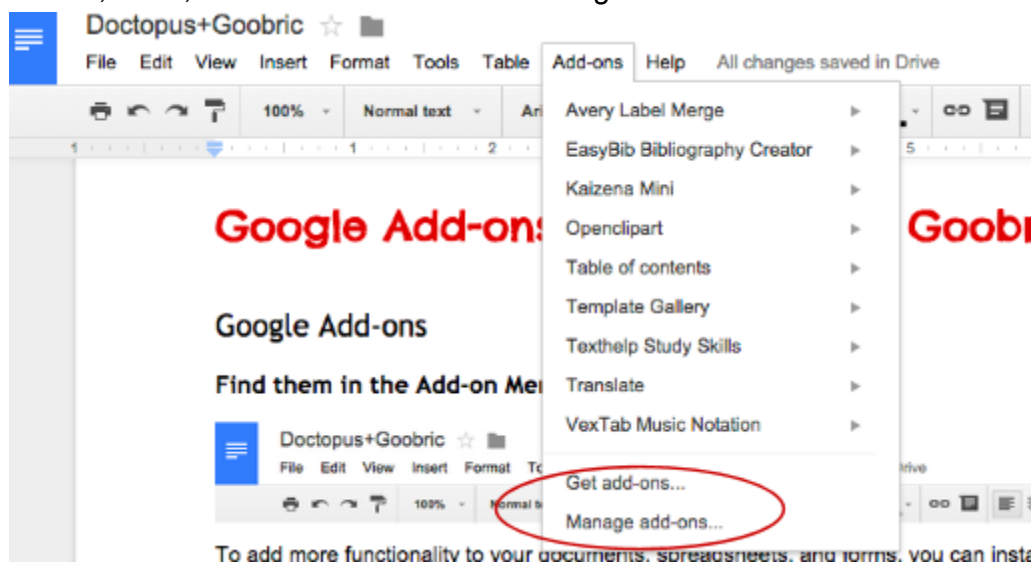 Doctopus+Goobric
File Edit View Insert Format Tools Table Add-ons Help All changes saved in Drive
100% Normal text
1 1 2 5
Avery Label Merge
EasyBib Bibliography Creator
Kaizena Mini
Openclipart
Table of contents
Template Gallery
Texthelp Study Skills
Translate
VexTab Music Notation
Get add-ons...
Manage add-ons...
Google Add-ons
Google Add-ons
Find them in the Add-on
Doctopus+Goobric
File Edit View Insert Format
100%
To add more functionality to your documents, spreadsheets, and forms, you can